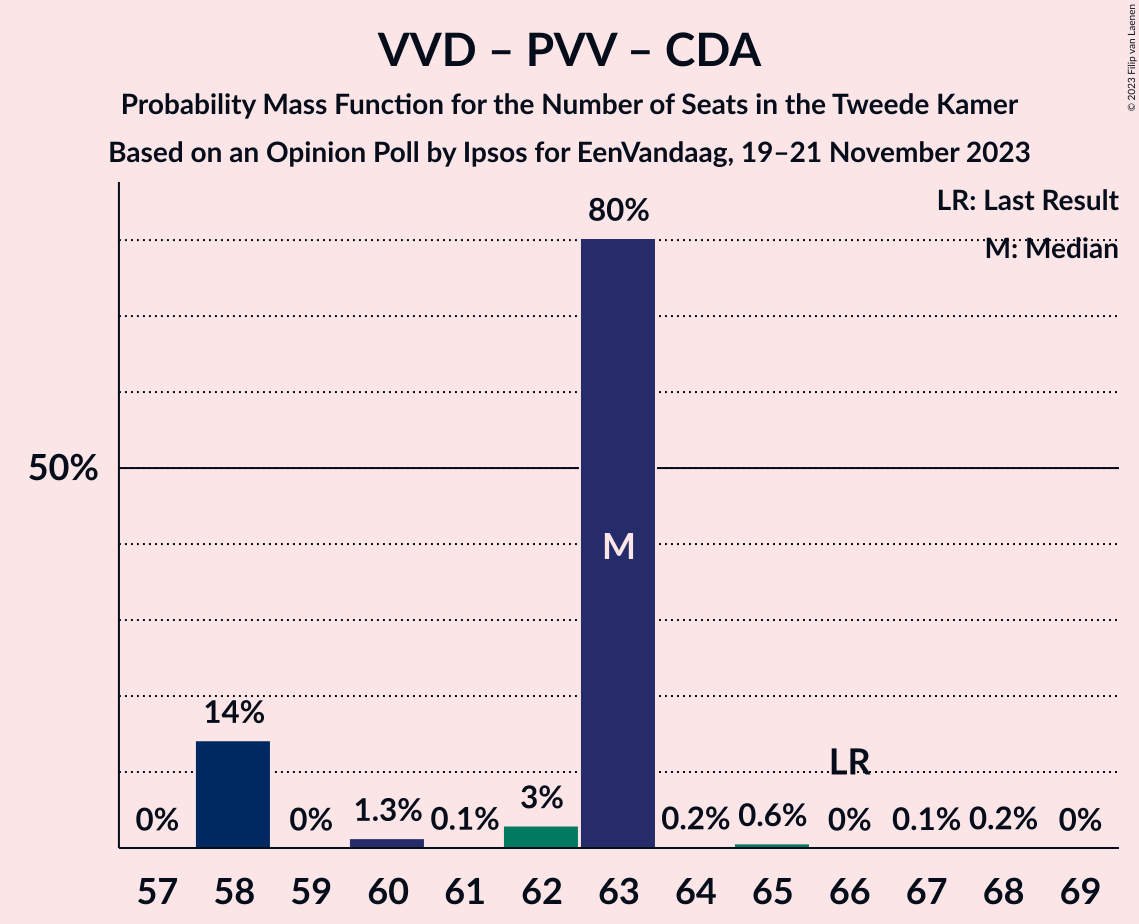 VVD – PVV – CDA
Probability Mass Function for the Number of Seats in the Tweede Kamer
Based on an Opinion Poll by Ipsos for EenVandaag, 19–21 November 2023
© 2023 Filip van Laenen
LR: Last Result
M: Median
50%
0%
14%
0%
1.3%
0.1%
3%
80%
M
0.2%
0.6%
LR
0%
0.1%
0.2%
0%
57 58 59 60 61 62 63 64 65 66 67 68 69